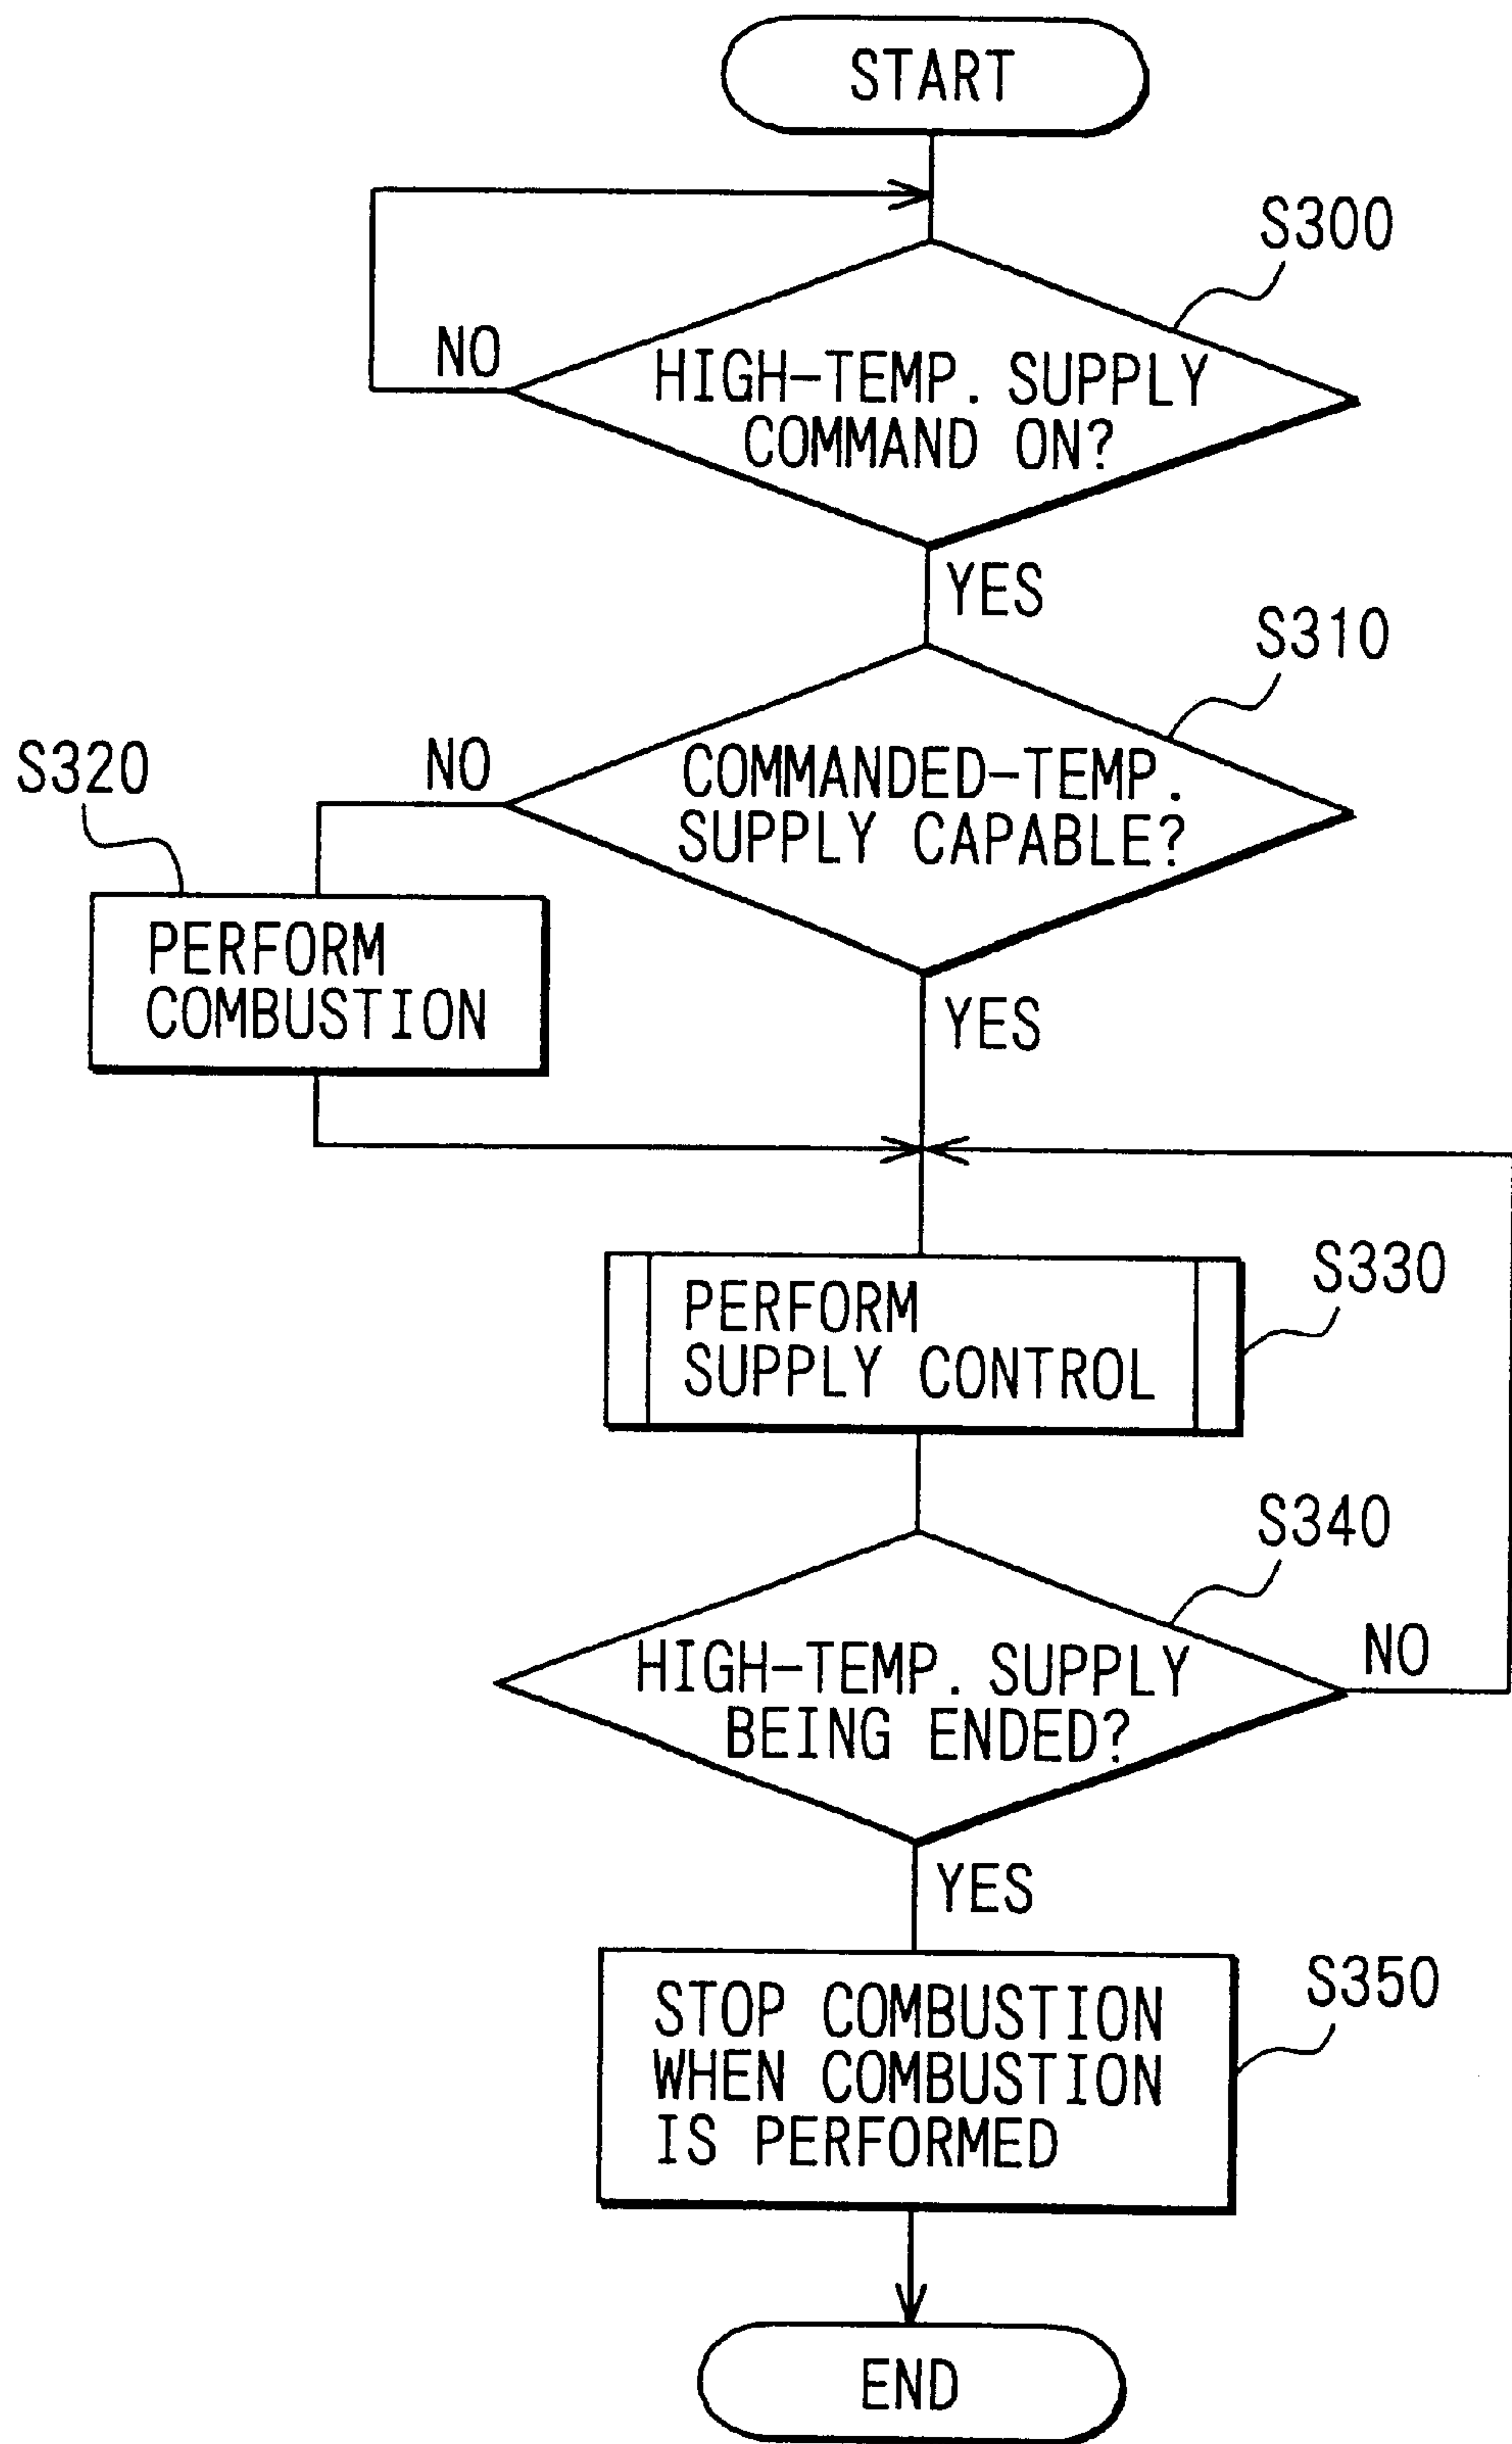 START
S300
NO
HIGH-TEMP. SUPPLY
COMMAND ON?
YES
S310
S320
NO
COMMANDED-TEMP.
SUPPLY CAPABLE?
PERFORM
COMBUSTION
YES
S330
PERFORM
SUPPLY CONTROL
S340
HIGH-TEMP. SUPPLY
BEING ENDED?
NO
YES
S350
STOP COMBUSTION
WHEN COMBUSTION
IS PERFORMED
END